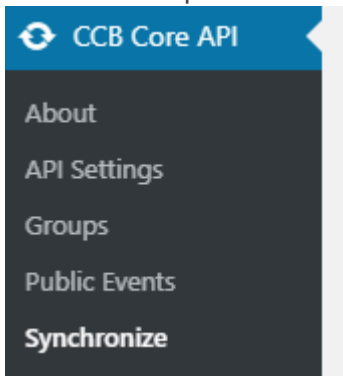 CCB Core API
About
API Settings
Groups
Public Events
Synchronize